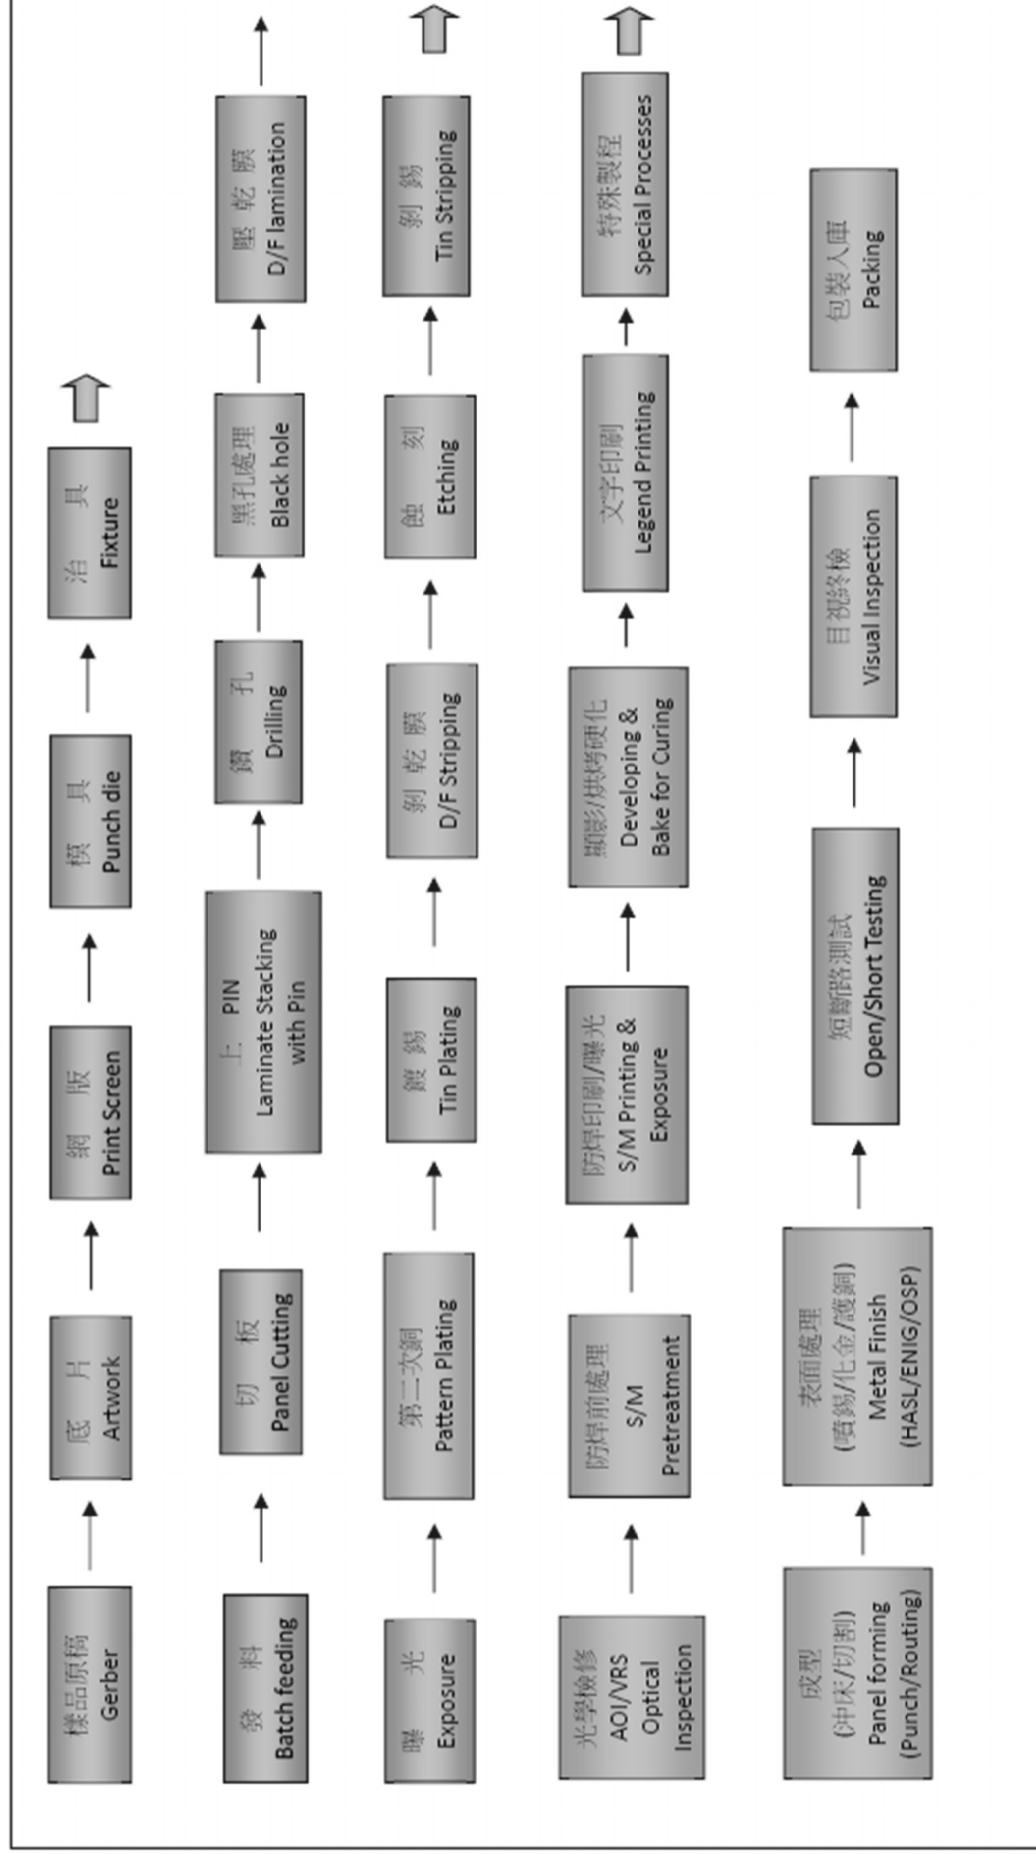 樣品原稿
Gerber
底 片
Artwork
網 版
Print Screen
模 具
Punch die
治 具
Fixture
發 料
Batch feeding
切 板
Panel Cutting
上 PIN
Laminate Stacking
with Pin
鑽 孔
Drilling
黑孔處理
Black hole
壓 乾 膜
D/F lamination
曝 光
Exposure
第二次銅
Pattern Plating
鍍 錫
Tin Plating
剝 乾 膜
D/F Stripping
蝕 刻
Etching
剝 錫
Tin Stripping
光學檢修
AOI/VRS
Optical
Inspection
防焊前處理
S/M
Pretreatment
防焊印刷/曝光
S/M Printing &
Exposure
顯影/烘烤硬化
Developing &
Bake for Curing
文字印刷
Legend Printing
特殊製程
Special Processes
成型
(沖床/切割)
Panel forming
(Punch/Routing)
表面處理
(噴錫/化金/護銅)
Metal Finish
(HASL/ENIG/OSP)
短斷路測試
Open/Short Testing
目視終檢
Visual Inspection
包裝入庫
Packing